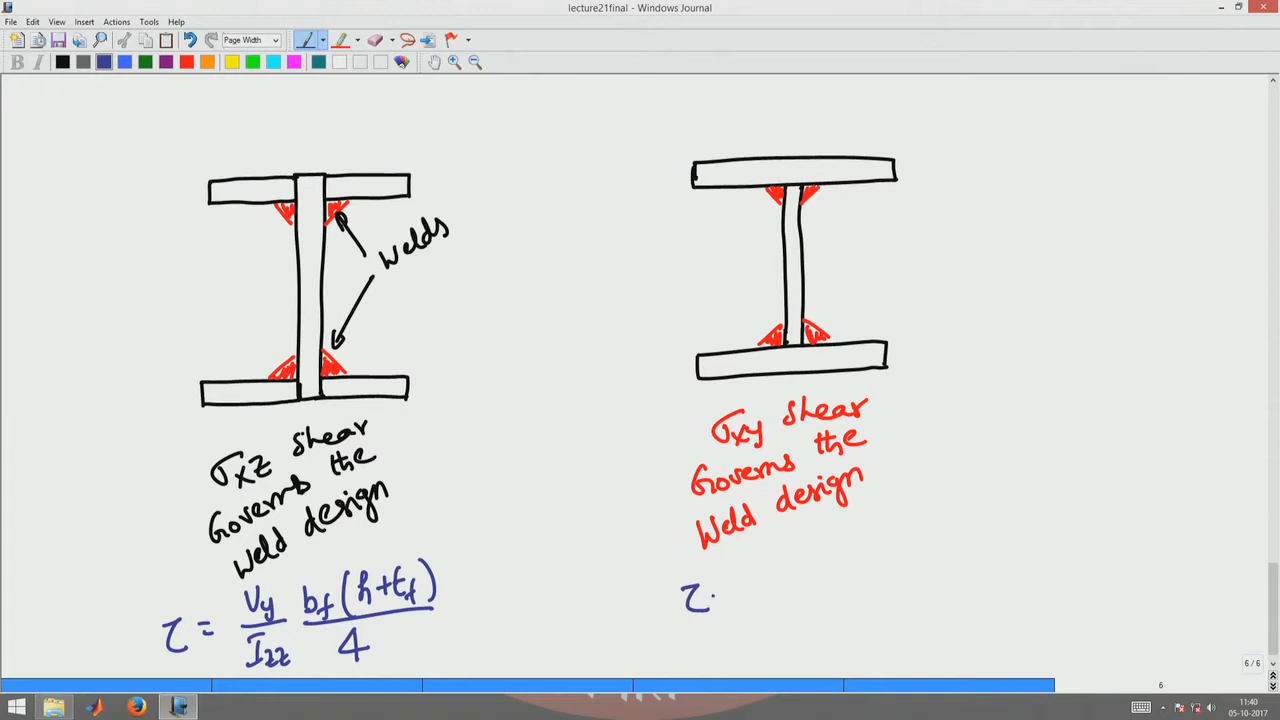 lecture21final - Windows Journal
File Edit View Insert Actions Tools Help
Page Width
B I
Welds
σxz shear
Governs the
Weld design
τ = Vy/Izz bf(h+tf)/4
σxy shear
Governs the
Weld design
τ
6/6
6
11:40
05-10-2017